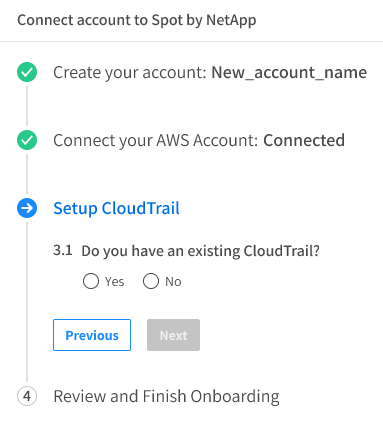 Connect account to Spot by NetApp
Create your account: New_account_name
Connect your AWS Account: Connected
Setup CloudTrail
3.1 Do you have an existing CloudTrail?
Yes No
Previous Next
4 Review and Finish Onboarding